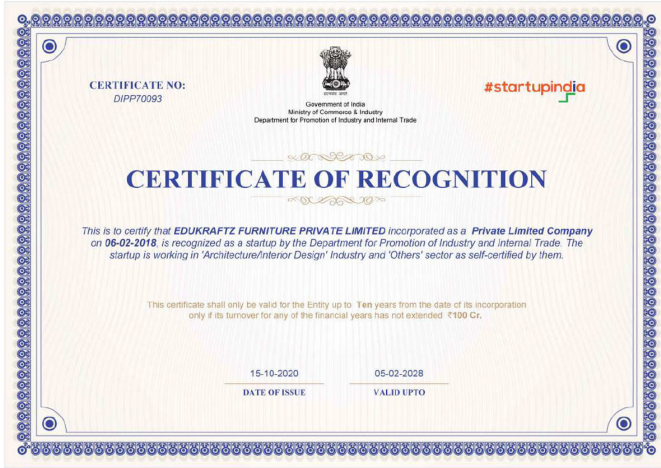 CERTIFICATE NO:
DIPP70093
#startupindia
सत्यमेव जयते
Government of India
Ministry of Commerce & Industry
Department for Promotion of Industry and Internal Trade
CERTIFICATE OF RECOGNITION
This is to certify that EDUKRAFTZ FURNITURE PRIVATE LIMITED incorporated as a Private Limited Company
on 06-02-2018, is recognized as a startup by the Department for Promotion of Industry and Internal Trade. The
startup is working in 'Architecture/Interior Design' Industry and 'Others' sector as self-certified by them.
This certificate shall only be valid for the Entity up to Ten years from the date of its incorporation
only if its turnover for any of the financial years has not extended ₹100 Cr.
15-10-2020
05-02-2028
DATE OF ISSUE
VALID UPTO